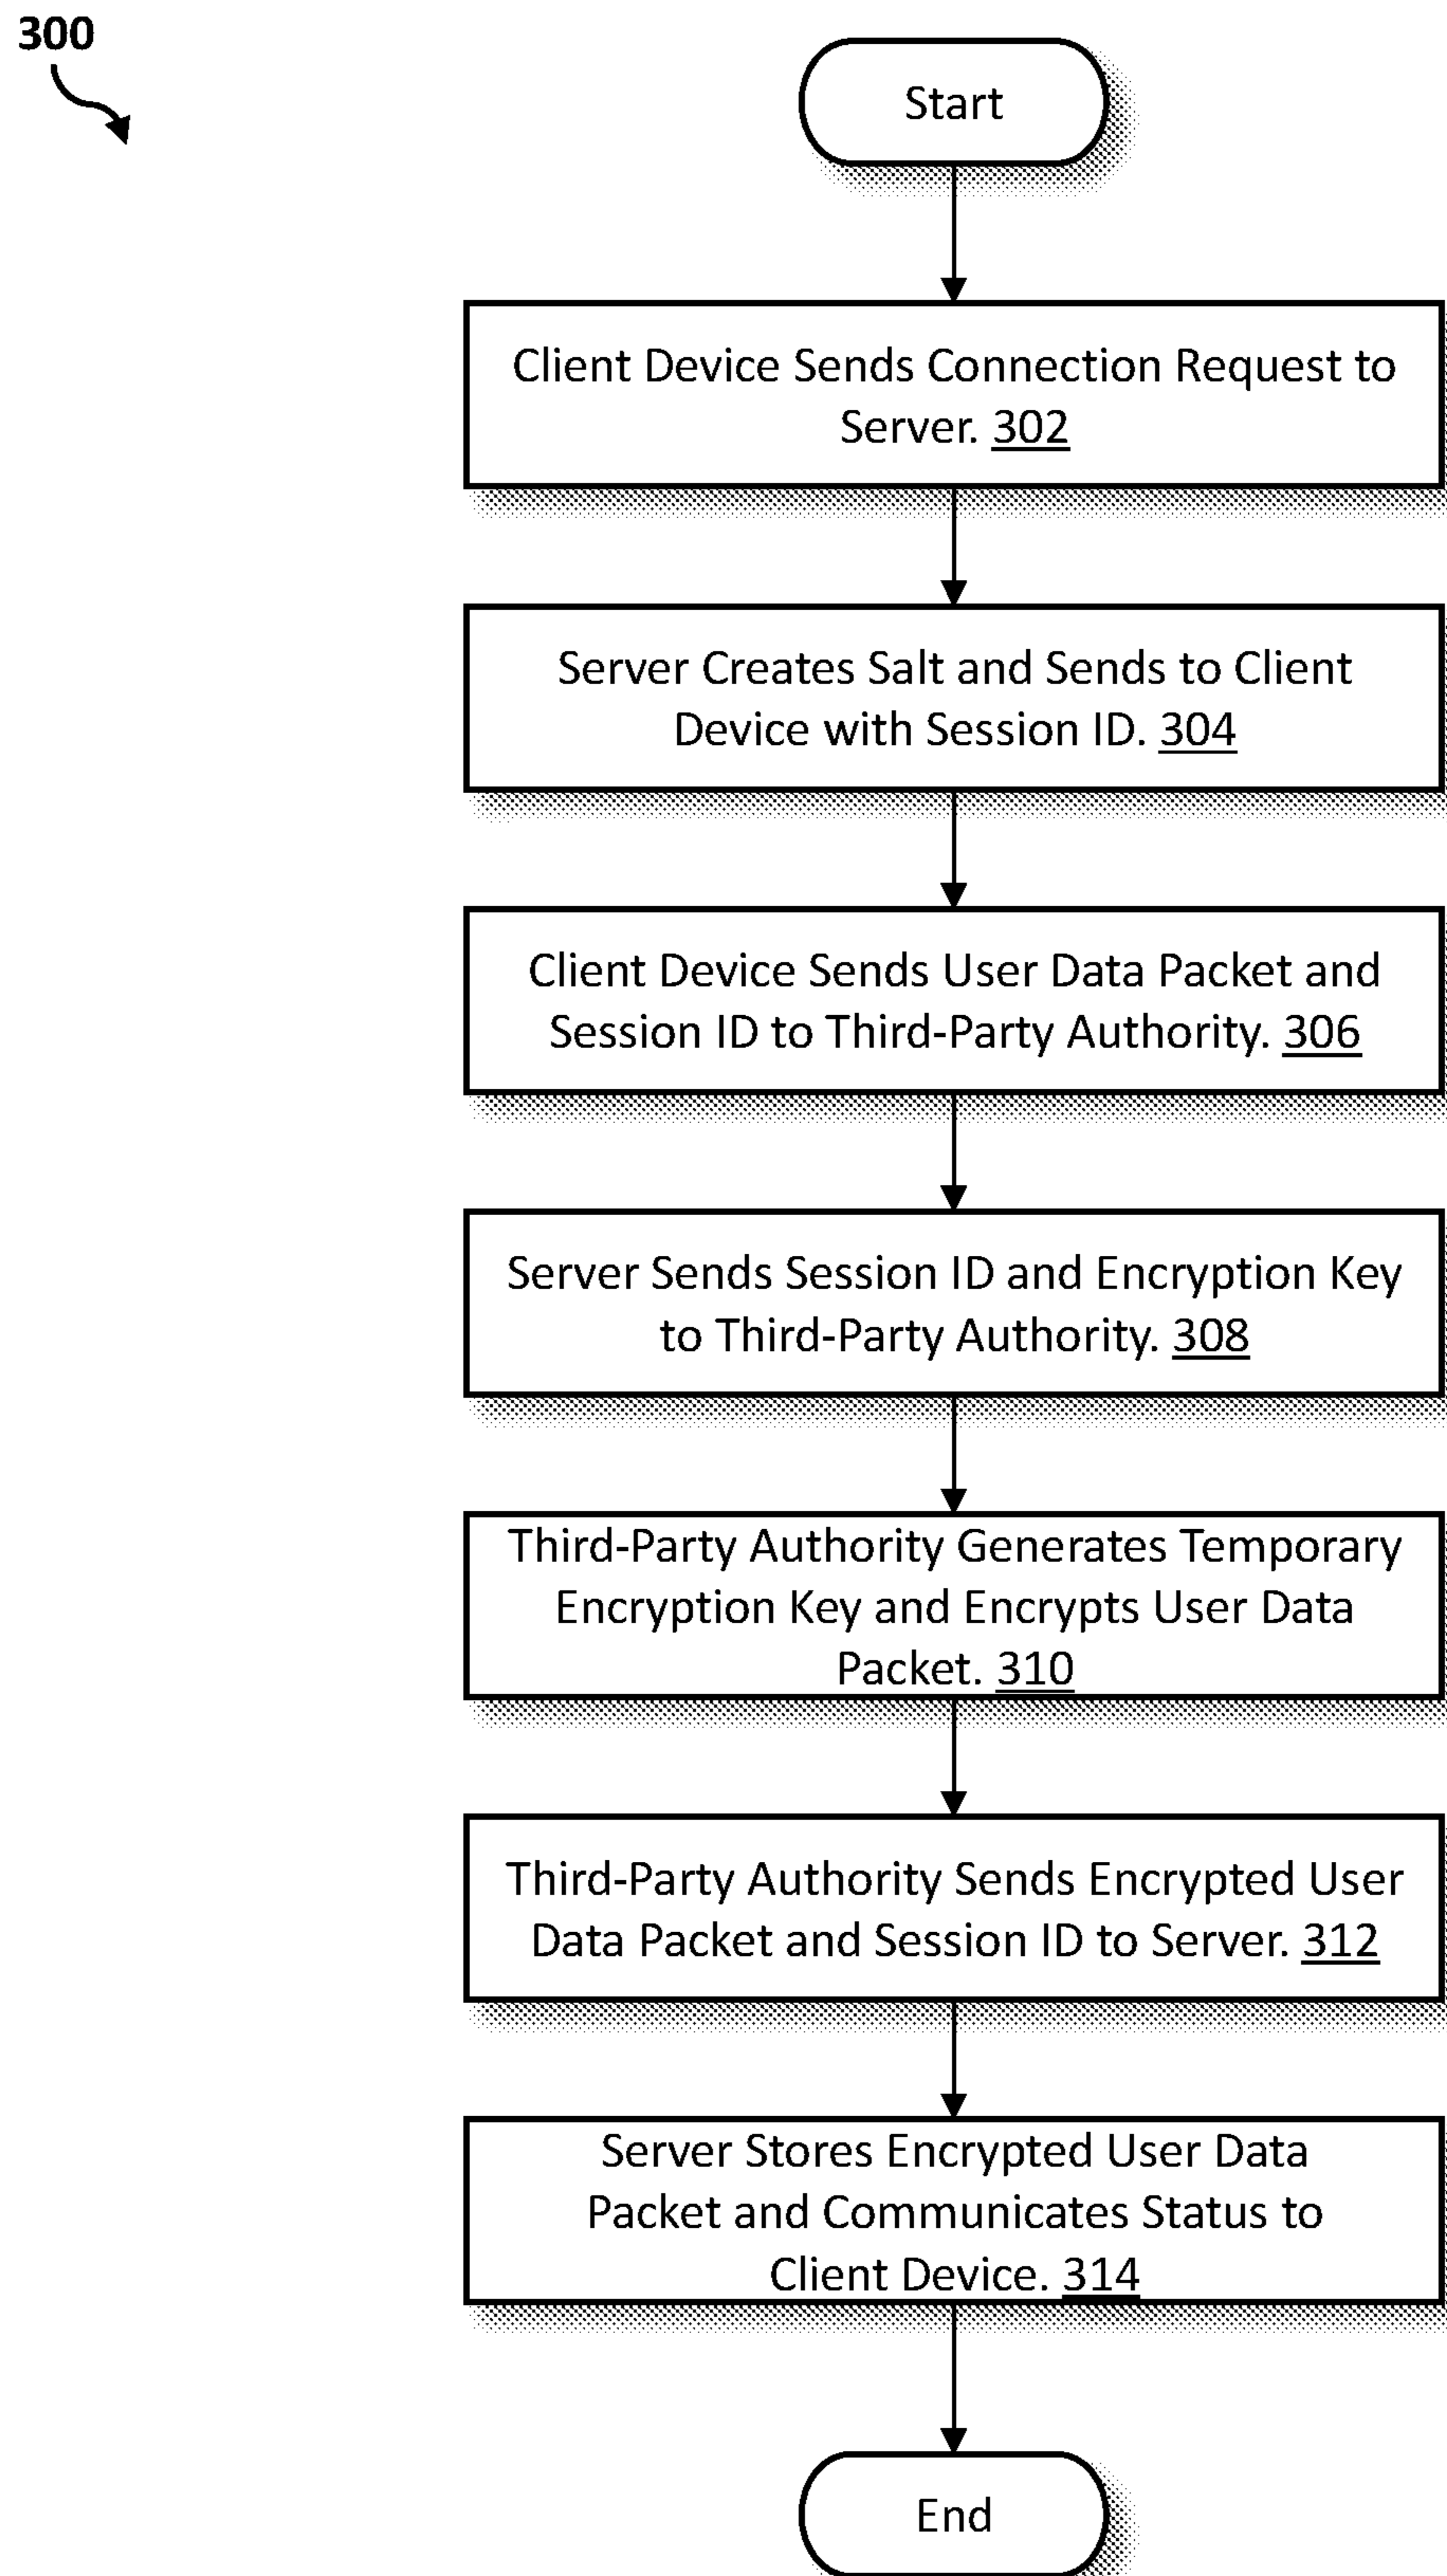 300
Start
Client Device Sends Connection Request to
Server. 302
Server Creates Salt and Sends to Client
Device with Session ID. 304
Client Device Sends User Data Packet and
Session ID to Third-Party Authority. 306
Server Sends Session ID and Encryption Key
to Third-Party Authority. 308
Third-Party Authority Generates Temporary
Encryption Key and Encrypts User Data
Packet. 310
Third-Party Authority Sends Encrypted User
Data Packet and Session ID to Server. 312
Server Stores Encrypted User Data
Packet and Communicates Status to
Client Device. 314
End